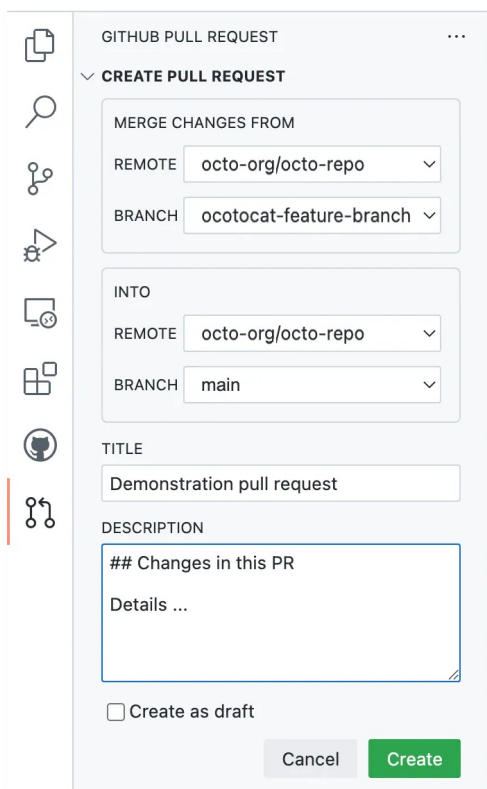 GITHUB PULL REQUEST
CREATE PULL REQUEST
MERGE CHANGES FROM
REMOTE octo-org/octo-repo
BRANCH ocotocat-feature-branch
INTO
REMOTE octo-org/octo-repo
BRANCH main
TITLE
Demonstration pull request
DESCRIPTION
## Changes in this PR
Details ...
Create as draft
Cancel Create